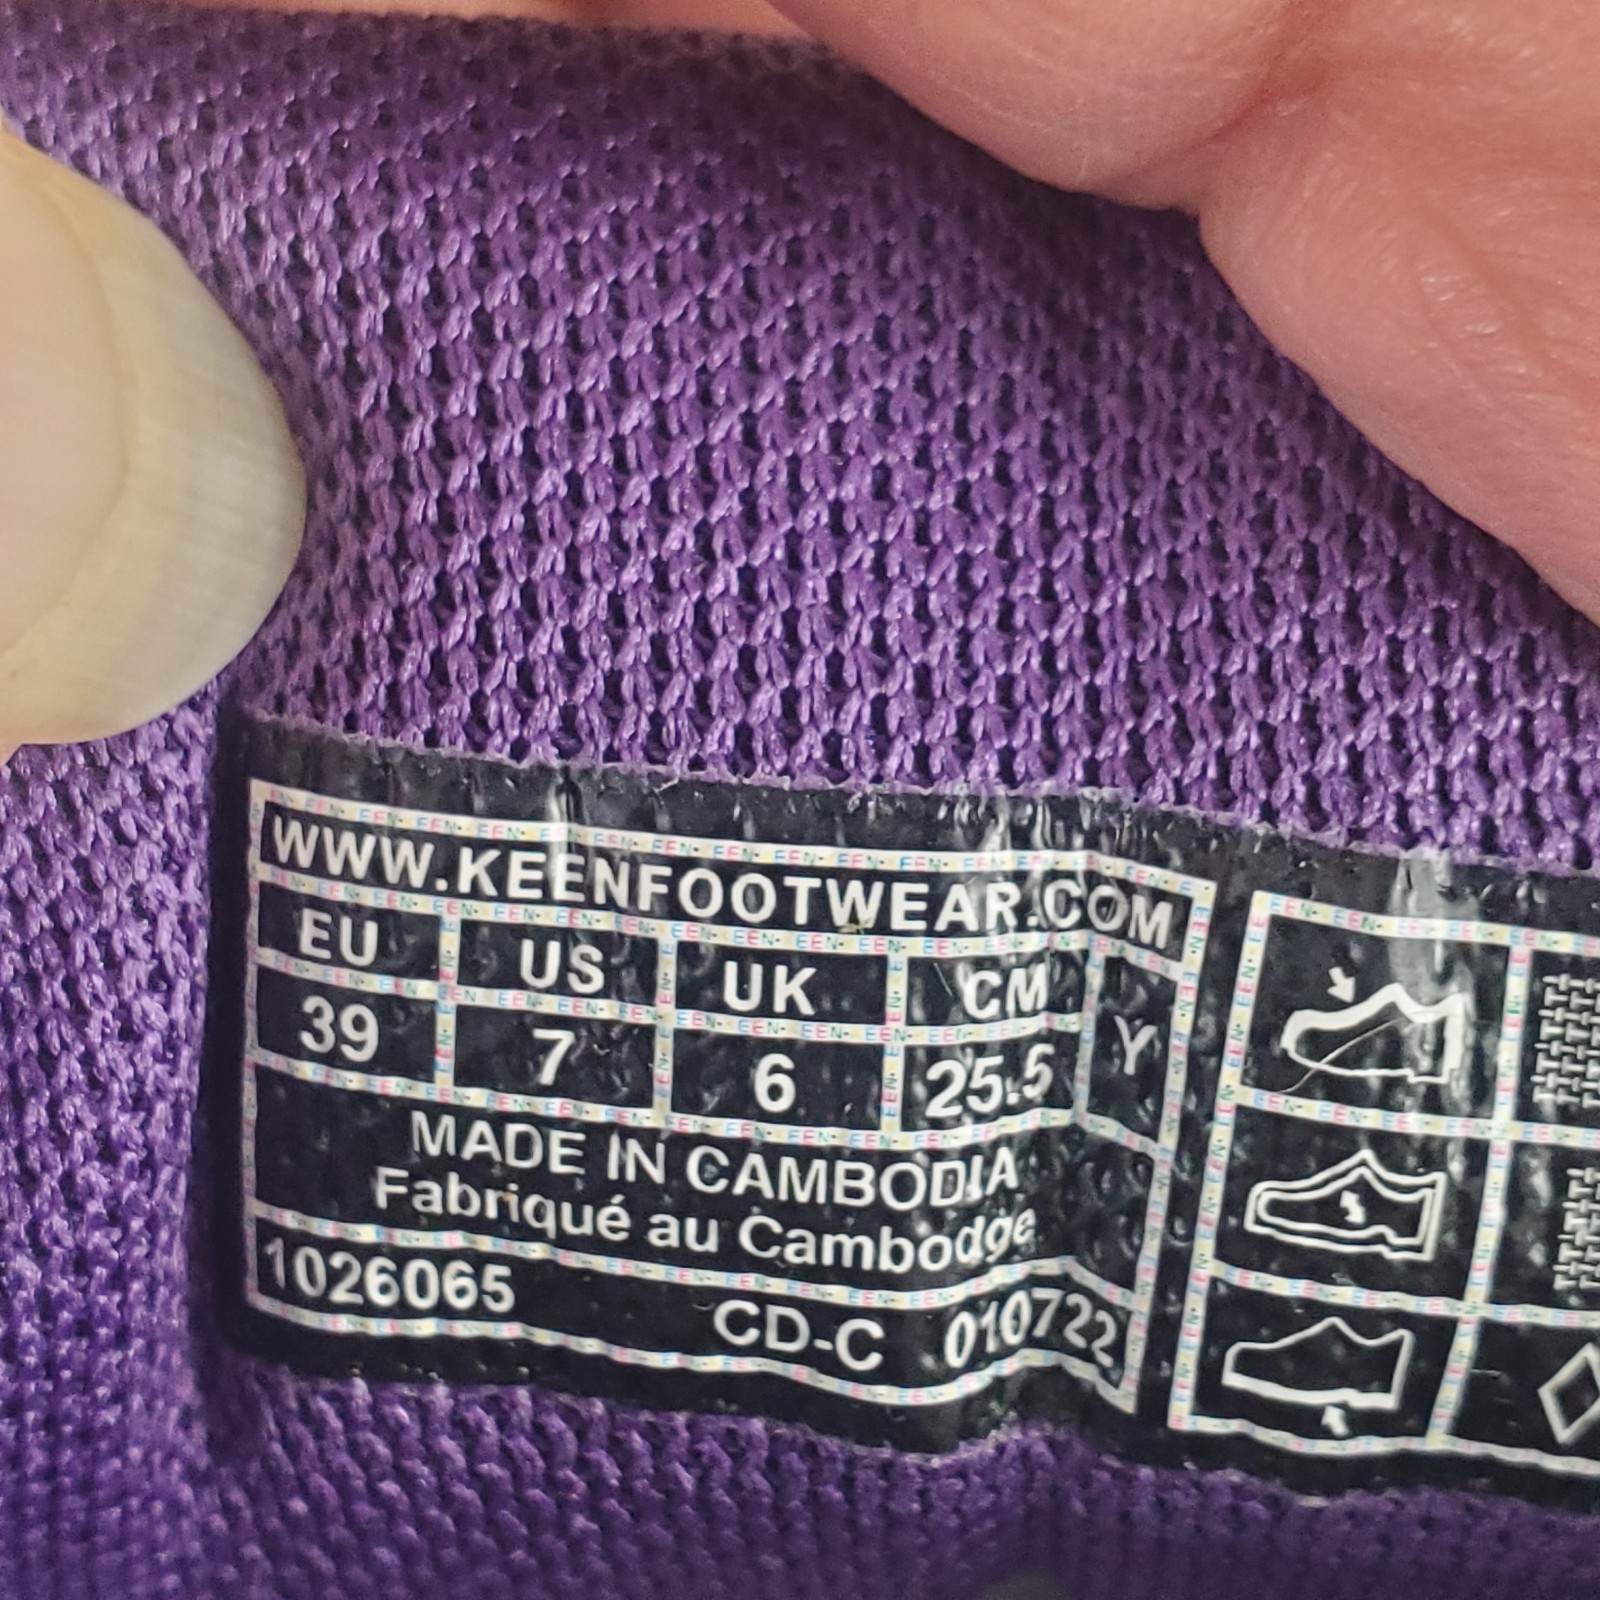 WWW.KEENFOOTWEAR.COM
EU US UK CM Y
39 7 6 25.5
MADE IN CAMBODIA
Fabriqué au Cambodge
1026065 CD-C 010722